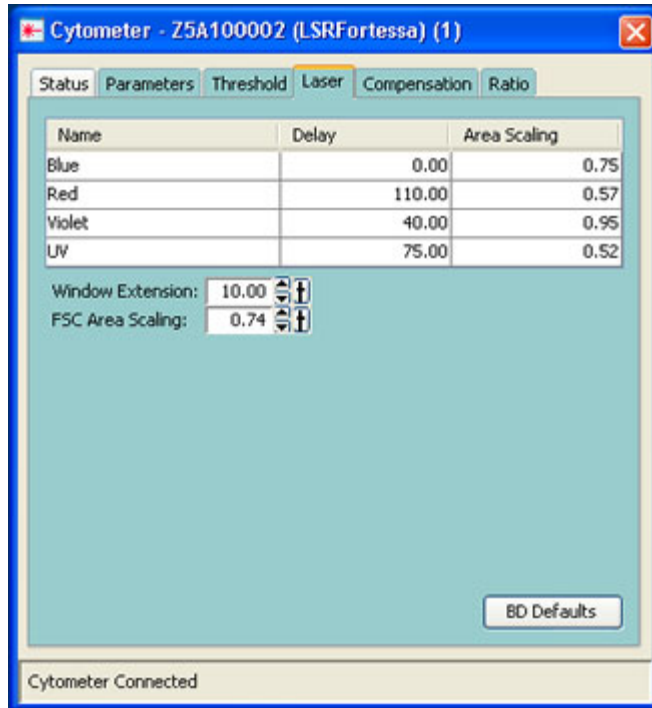 Cytometer - Z5A100002 (LSRFortessa) (1)
Status Parameters Threshold Laser Compensation Ratio
Name Delay Area Scaling
Blue 0.00 0.75
Red 110.00 0.57
Violet 40.00 0.95
UV 75.00 0.52
Window Extension: 10.00
FSC Area Scaling: 0.74
BD Defaults
Cytometer Connected